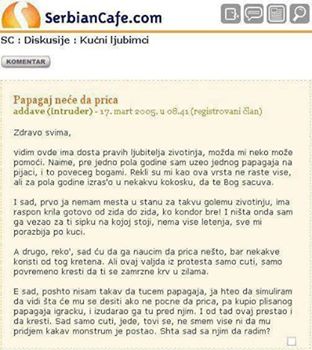 SerbianCafe.com
SC : Diskusije : Kućni ljubimci
KOMENTAR
Papagaj neće da prica
addave (intruder) - 17. mart 2005. u 08.41 (registrovani član)
Zdravo svima,
vidim ovde ima dosta pravih ljubitelja zivotinja, možda mi neko može
pomoći. Naime, pre jedno pola godine sam uzeo jednog papagaja na
pijaci, i to povećeg bogami. Rekli su mi kao ova vrsta ne raste vise,
ali za pola godine izras'o u nekakvu kokosku, da te Bog sacuva.
I sad, prvo ja nemam mesta u stanu za takvu golemu zivotinju, ima
raspon krila gotovo od zida do zida, ko kondor bre! I ništa onda sam
ga vezao za ti sipku na kojoj stoji, nema vise letenja, sve mi
porazbija po kuci.
A drugo, reko', sad ću da ga naucim da prica nešto, bar nekakve
koristi od tog kretena. Ali ovaj valjda iz protesta samo cuti, samo
povremeno kresti da ti se zamrzne krv u zilama.
E sad, poshto nisam takav da tucem papagaja, ja hteo da simuliram
da vidi šta će mu se desiti ako ne pocne da prica, pa kupio plisanog
papagaja igracku, i izudarao ga tu pred njim. I od tad ovaj prestao i
da kresti. Sad samo cuti, jede, tovi se, ne smem vise ni da mu
pridjem kakav monstrum je postao. Shta sad sa njim da radim?